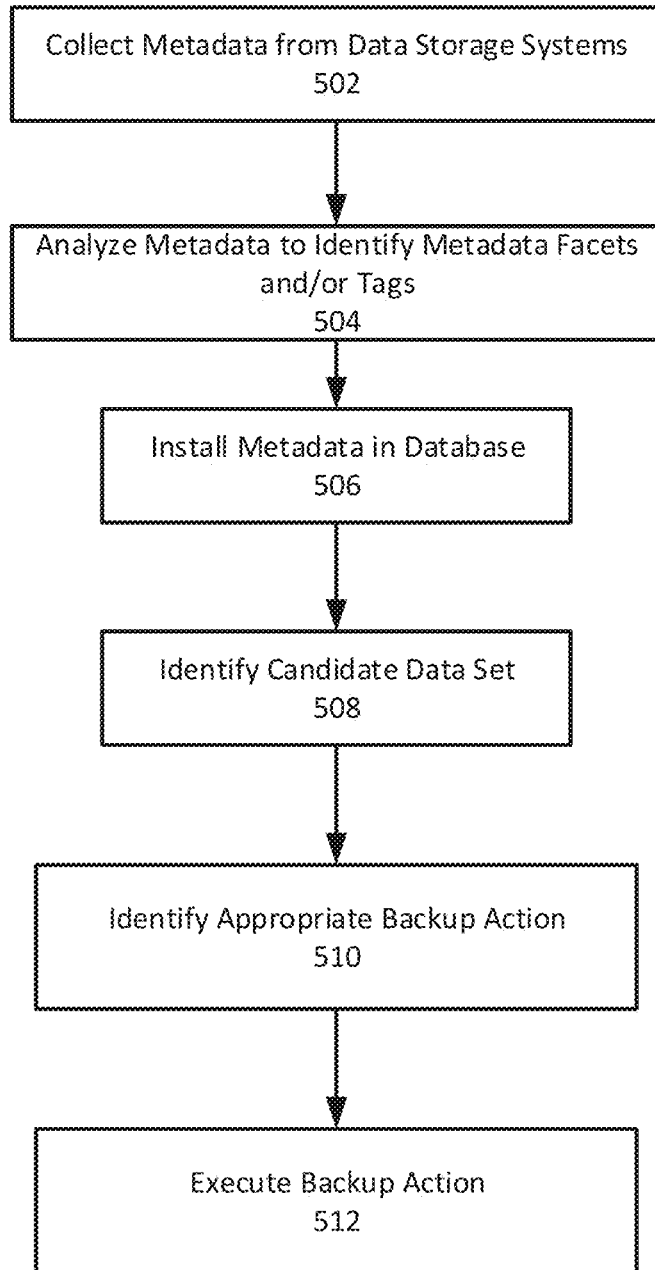 Collect Metadata from Data Storage Systems
502
Analyze Metadata to Identify Metadata Facets
and/or Tags
504
Install Metadata in Database
506
Identify Candidate Data Set
508
Identify Appropriate Backup Action
510
Execute Backup Action
512